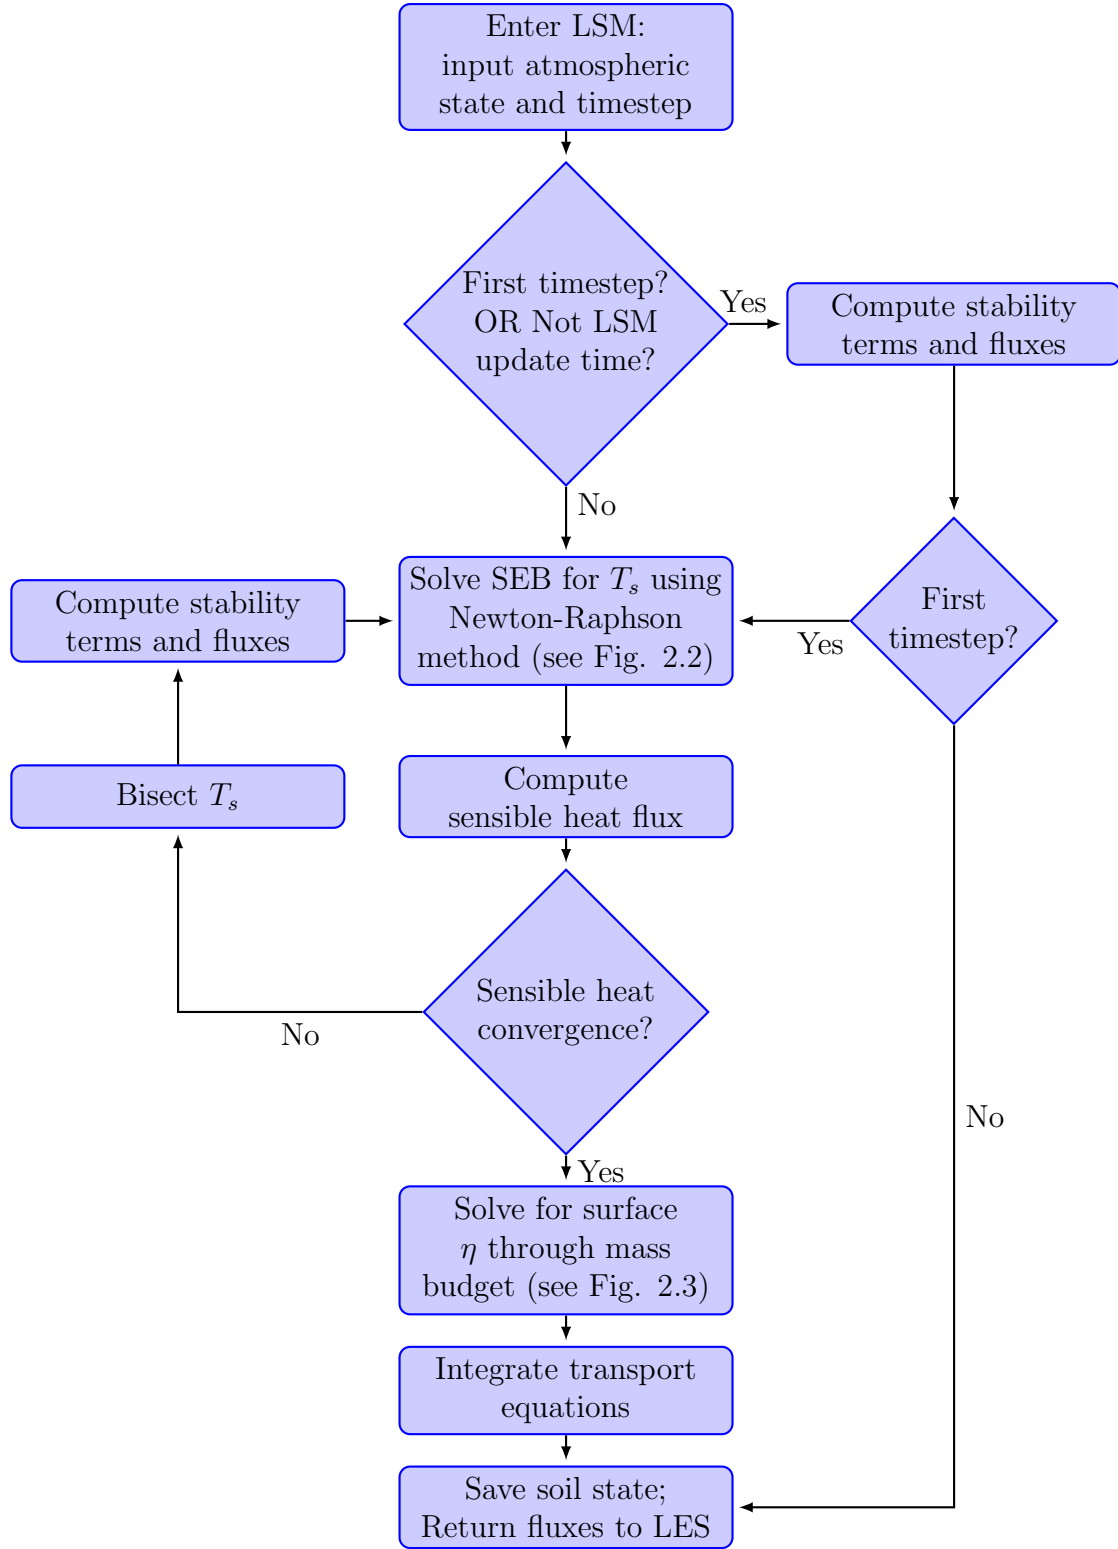 Enter LSM:
input atmospheric
state and timestep
First timestep?
OR Not LSM
update time?
Yes
Compute stability
terms and fluxes
No
Solve SEB for $T_s$ using
Newton-Raphson
method (see Fig. 2.2)
Compute stability
terms and fluxes
First
timestep?
Yes
Bisect $T_s$
Compute
sensible heat flux
Sensible heat
convergence?
No
No
Yes
Solve for surface
η through mass
budget (see Fig. 2.3)
Integrate transport
equations
Save soil state;
Return fluxes to LES